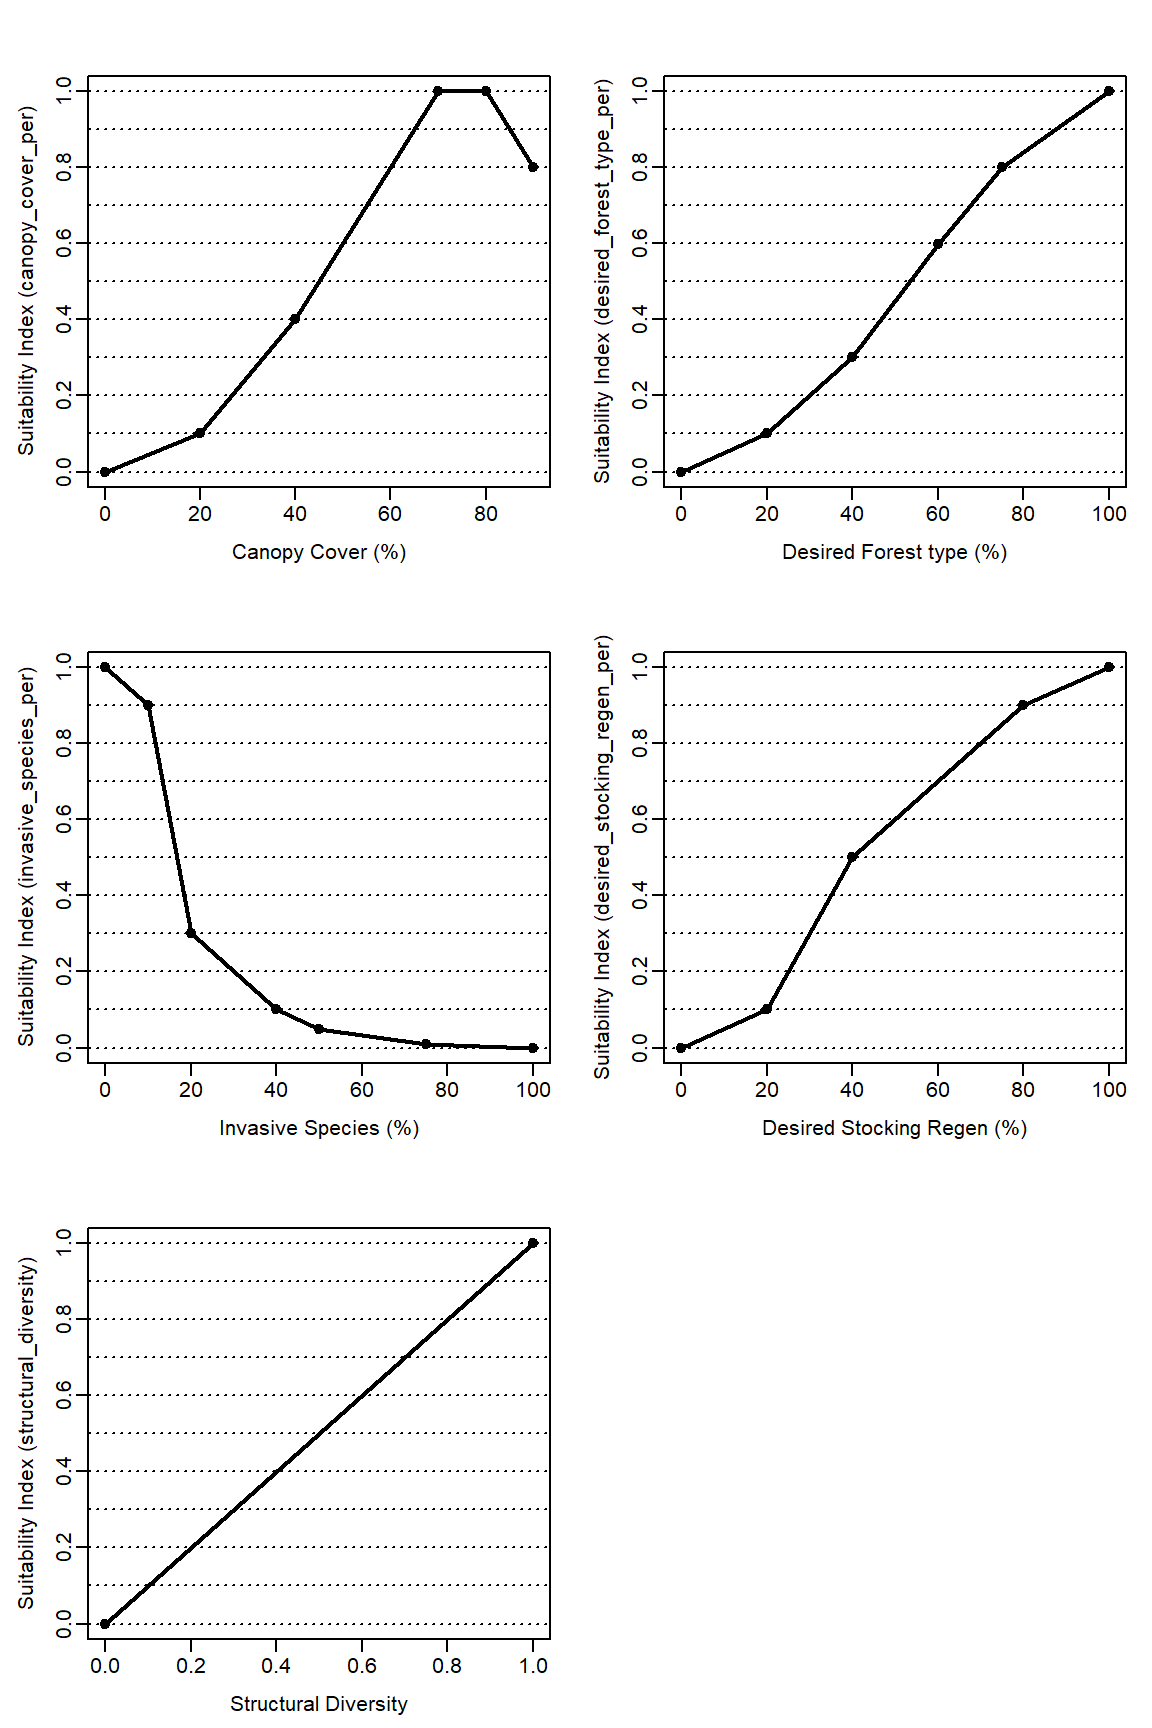 Suitability Index (canopy_cover_per)
0.0 0.2 0.4 0.6 0.8 1.0
0 20 40 60 80
Canopy Cover (%)
Suitability Index (desired_forest_type_per)
0.0 0.2 0.4 0.6 0.8 1.0
0 20 40 60 80 100
Desired Forest type (%)
Suitability Index (invasive_species_per)
0.0 0.2 0.4 0.6 0.8 1.0
0 20 40 60 80 100
Invasive Species (%)
Suitability Index (desired_stocking_regen_per)
0.0 0.2 0.4 0.6 0.8 1.0
0 20 40 60 80 100
Desired Stocking Regen (%)
Suitability Index (structural_diversity)
0.0 0.2 0.4 0.6 0.8 1.0
0.0 0.2 0.4 0.6 0.8 1.0
Structural Diversity